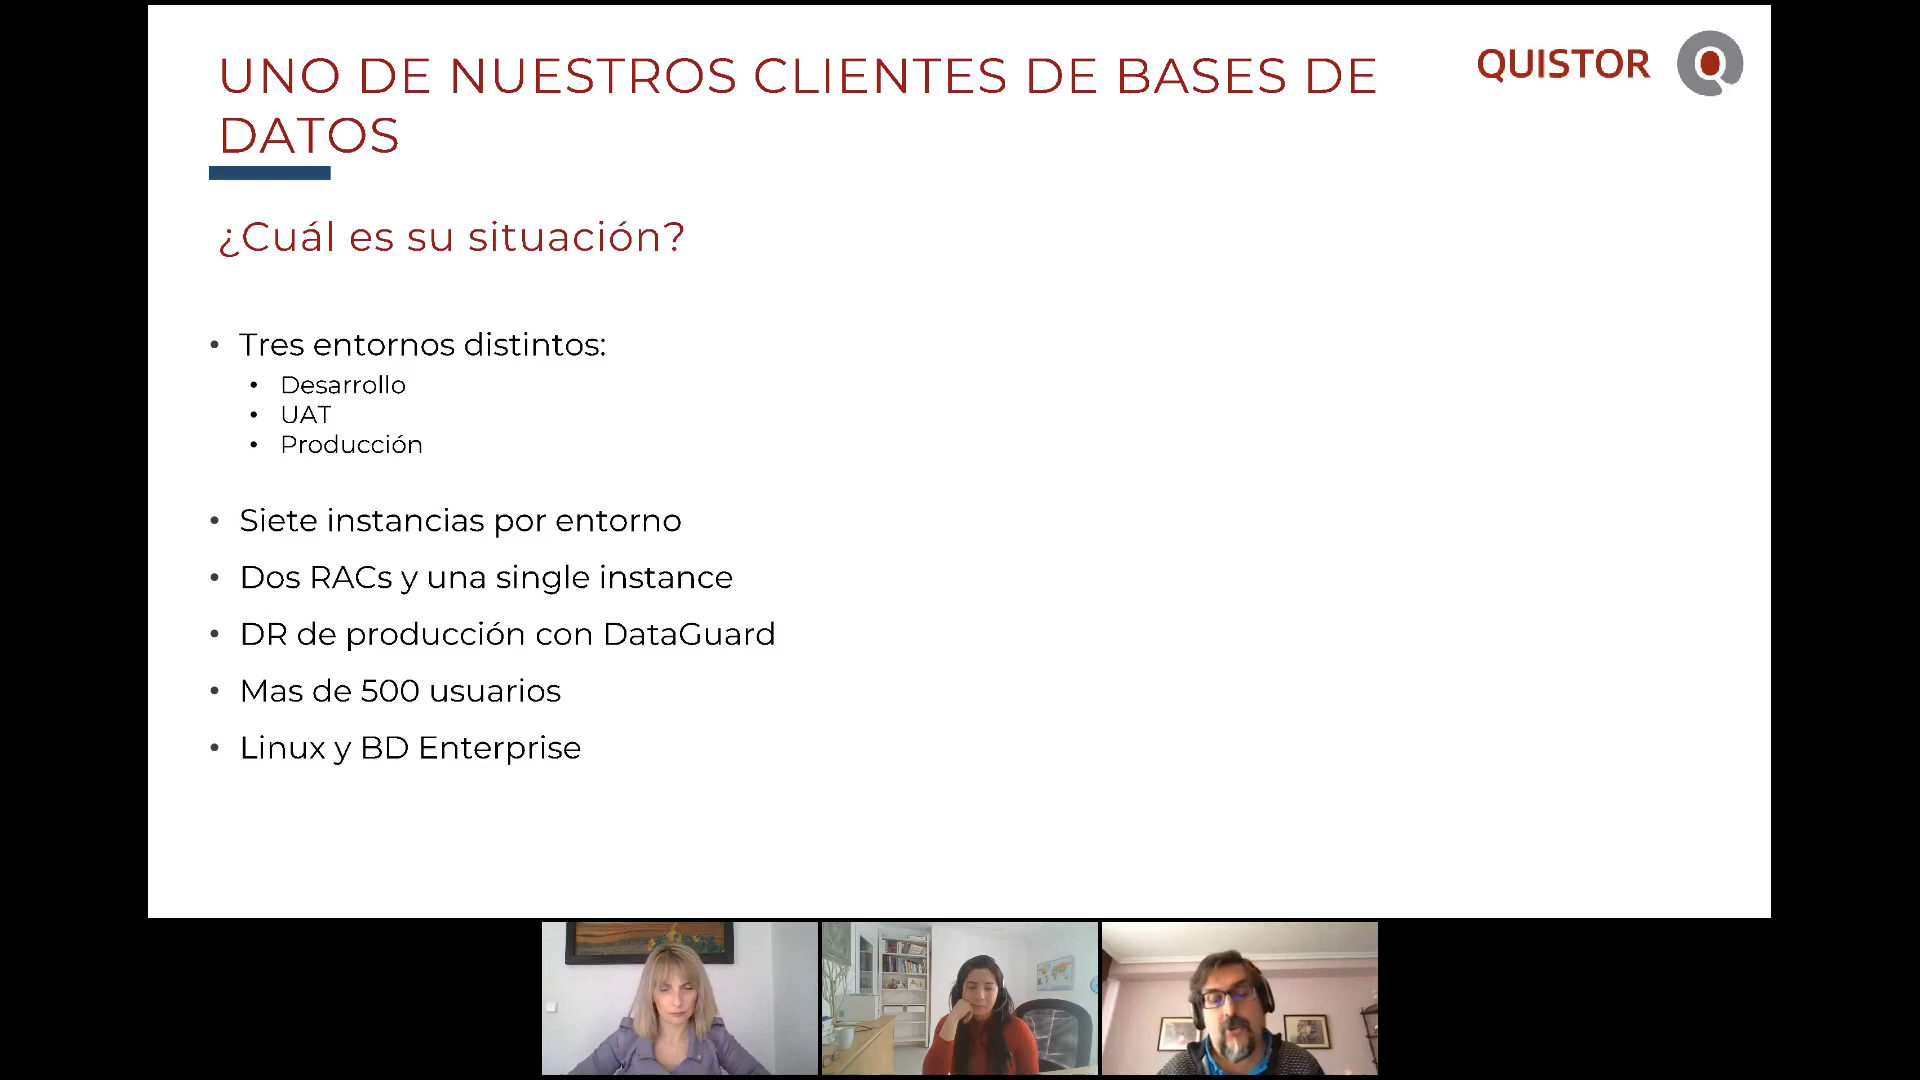 UNO DE NUESTROS CLIENTES DE BASES DE
DATOS
QUISTOR
¿Cuál es su situación?
• Tres entornos distintos:
• Desarrollo
• UAT
• Producción
• Siete instancias por entorno
• Dos RACs y una single instance
• DR de producción con DataGuard
• Mas de 500 usuarios
• Linux y BD Enterprise